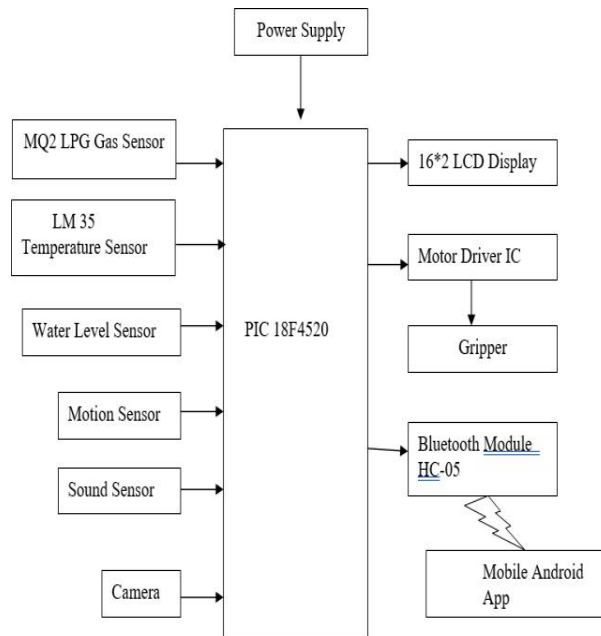 Power Supply
MQ2 LPG Gas Sensor
LM 35
Temperature Sensor
Water Level Sensor
Motion Sensor
Sound Sensor
Camera
PIC 18F4520
16*2 LCD Display
Motor Driver IC
Gripper
Bluetooth Module
HC-05
Mobile Android
App